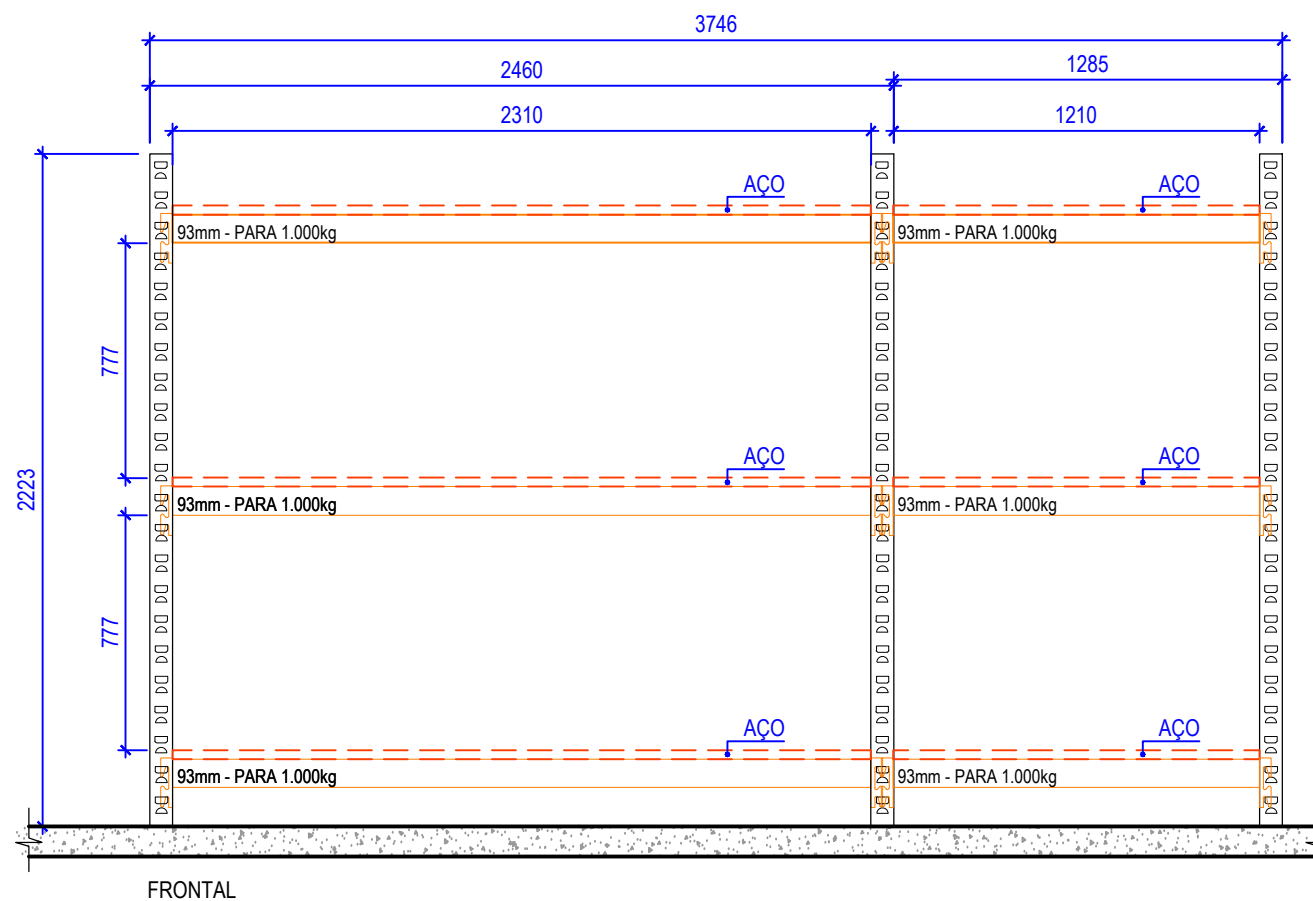 3746
2460
1285
2310
1210
AÇO
AÇO
93mm - PARA 1.000kg
93mm - PARA 1.000kg
777
AÇO
AÇO
2223
93mm - PARA 1.000kg
93mm - PARA 1.000kg
777
AÇO
AÇO
93mm - PARA 1.000kg
93mm - PARA 1.000kg
FRONTAL